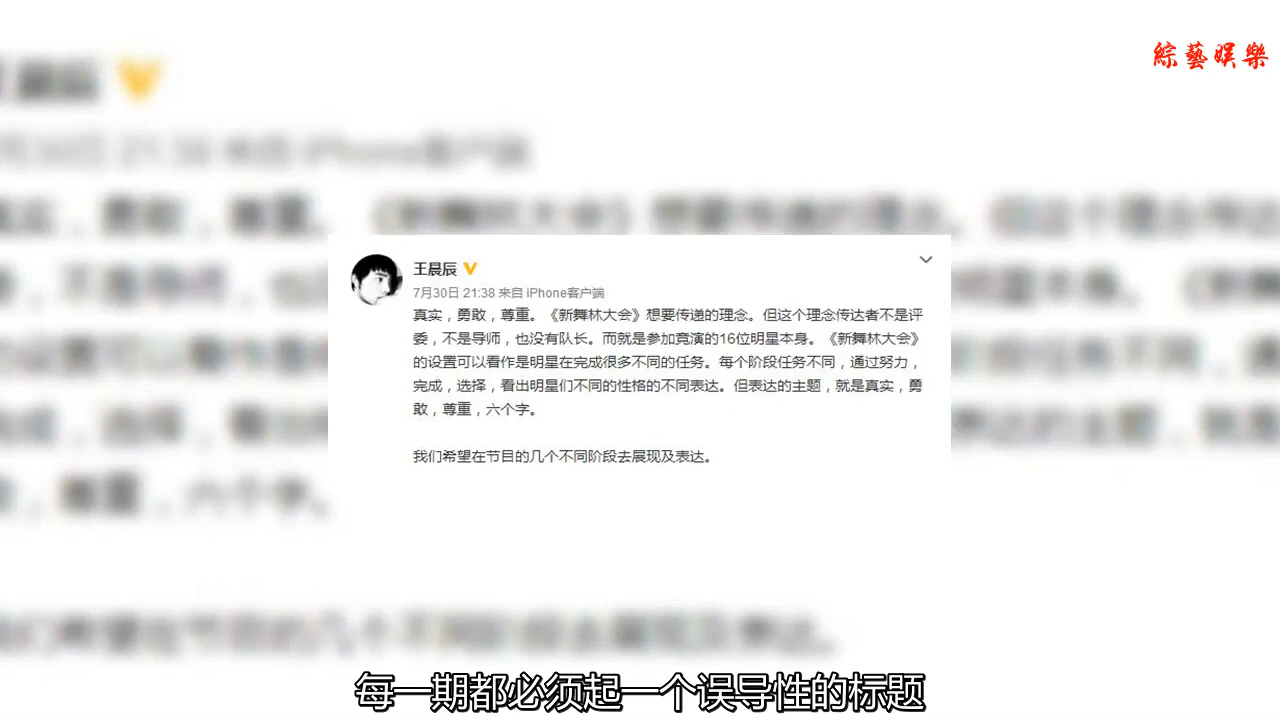 綜藝娱樂
王晨辰
7月30日 21:38 来自 iPhone客户端
真实，勇敢，尊重。《新舞林大会》想要传递的理念。但这个理念传达者不是评
委，不是导师，也没有队长。而就是参加竞演的16位明星本身。《新舞林大会》
的设置可以看作是明星在完成很多不同的任务。每个阶段任务不同，通过努力，
完成，选择，看出明星们不同的性格的不同表达。但表达的主题，就是真实，勇
敢，尊重，六个字。
我们希望在节目的几个不同阶段去展现及表达。
每一期都必须起一个误导性的标题